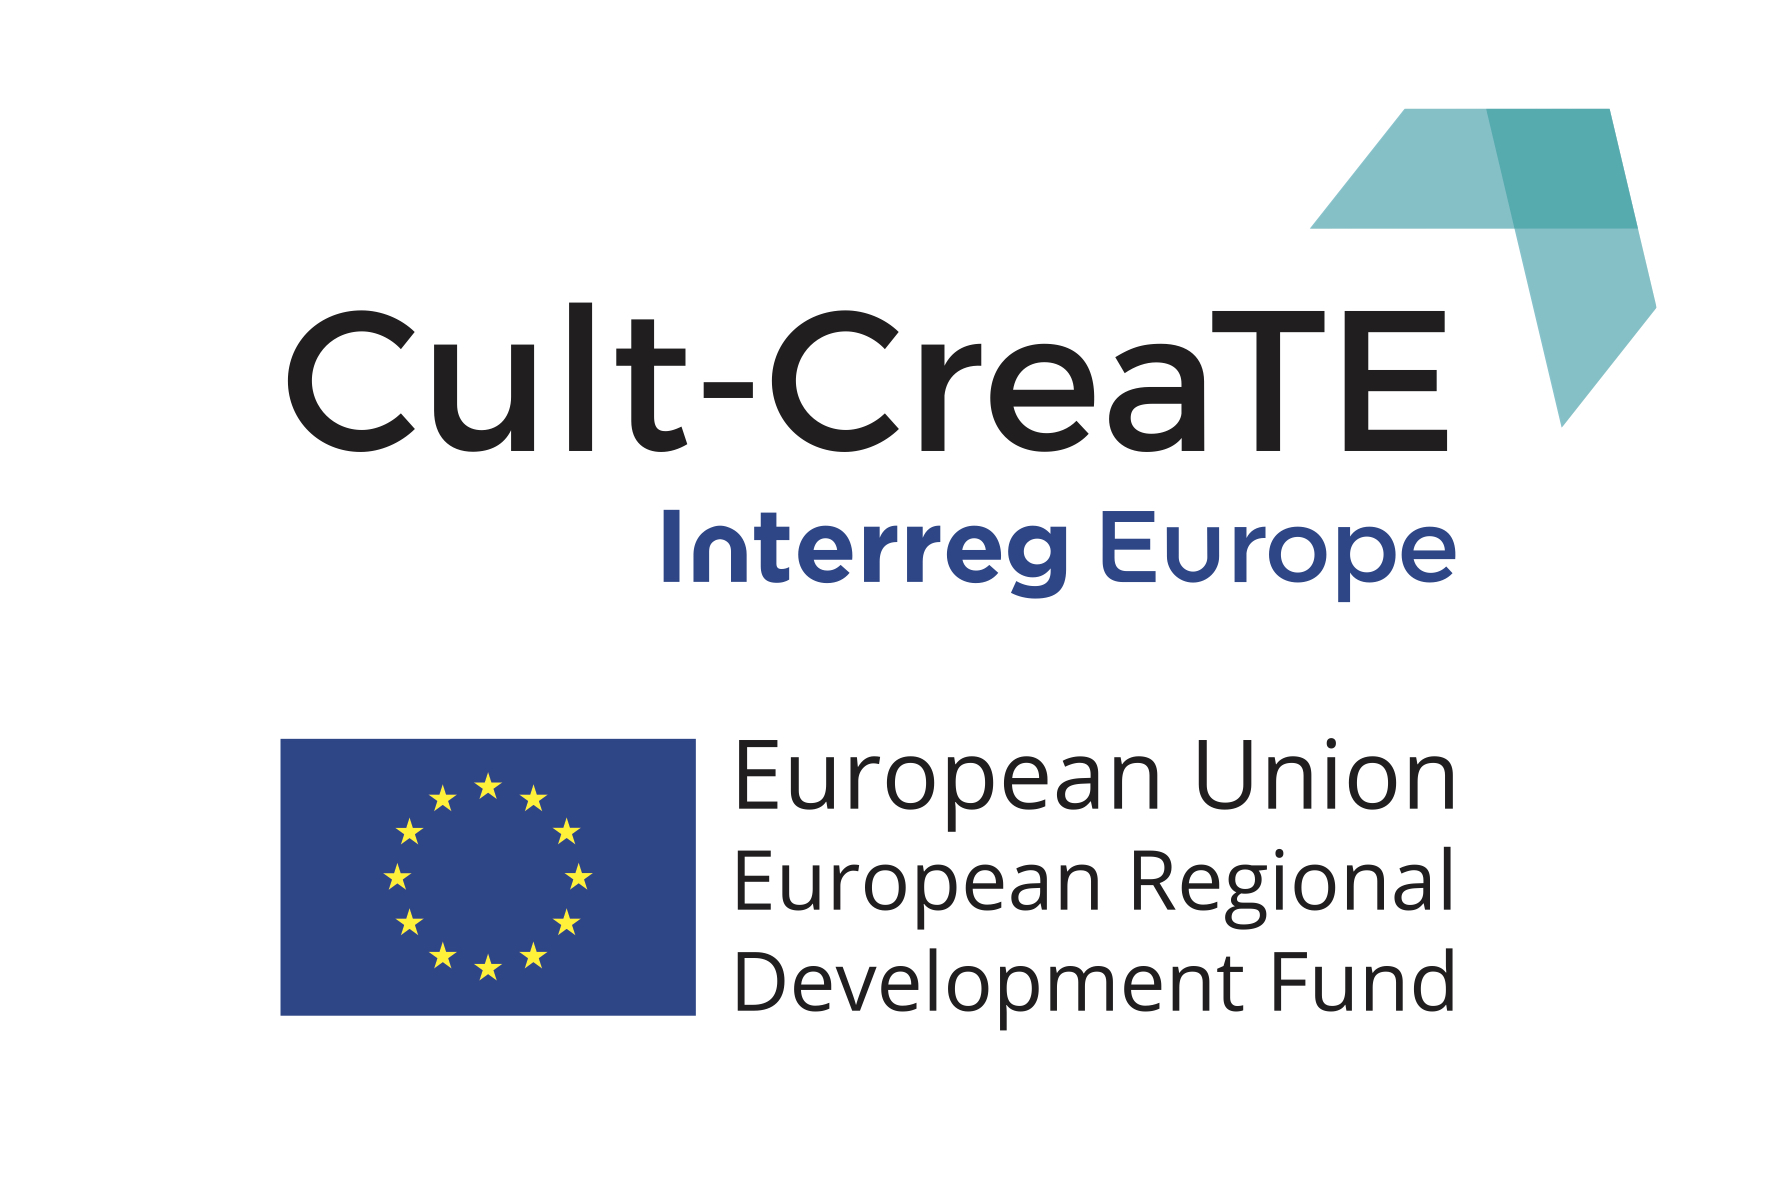 Cult-CreaTE
Interreg Europe
European Union
European Regional
Development Fund